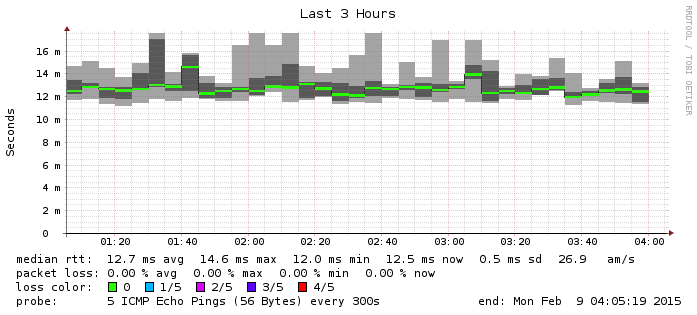 Last 3 Hours
RRDTOOL / TOBI OETIKER
Seconds
16 m
14 m
12 m
10 m
8 m
6 m
4 m
2 m
0
01:20 01:40 02:00 02:20 02:40 03:00 03:20 03:40 04:00
median rtt: 12.7 ms avg 14.6 ms max 12.0 ms min 12.5 ms now 0.5 ms sd 26.9 am/s
packet loss: 0.00 % avg 0.00 % max 0.00 % min 0.00 % now
loss color: 0 1/5 2/5 3/5 4/5
probe: 5 ICMP Echo Pings (56 Bytes) every 300s end: Mon Feb 9 04:05:19 2015